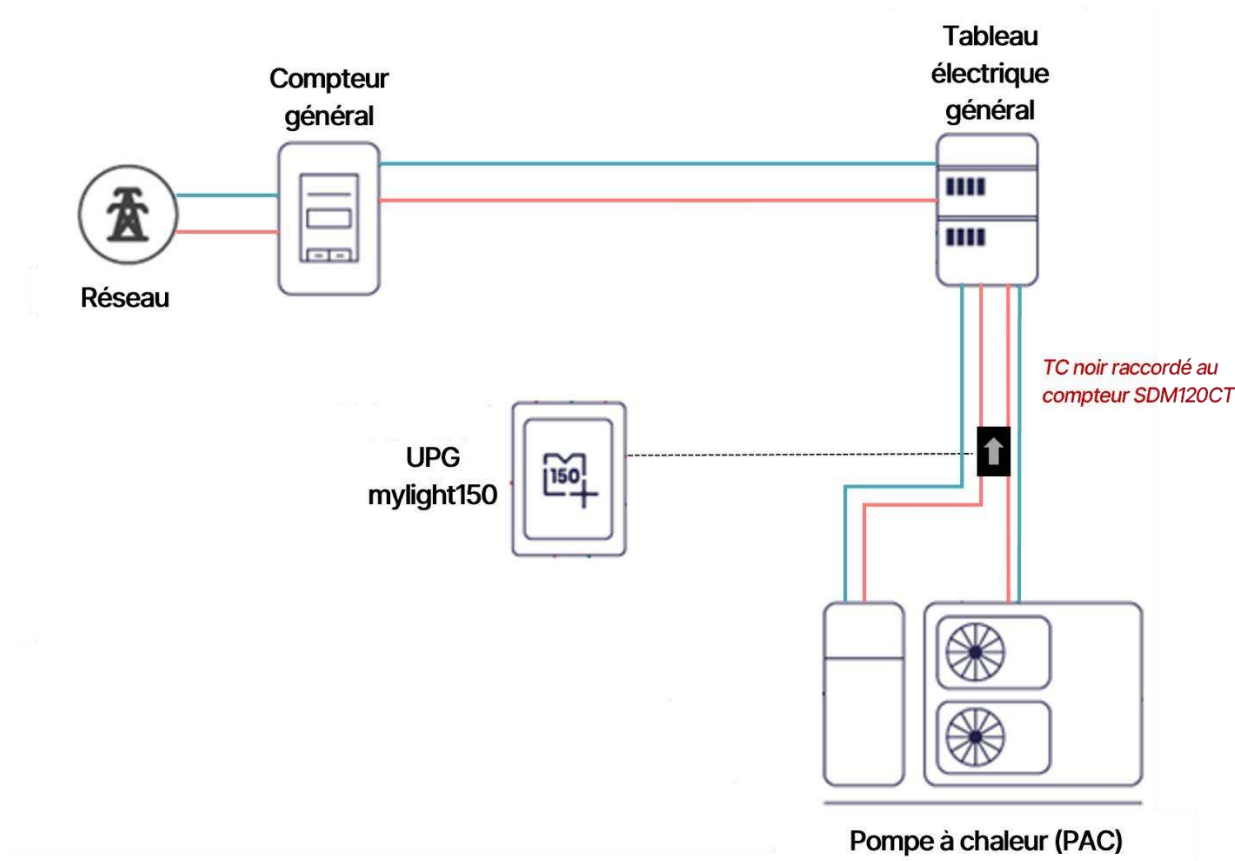 Tableau
électrique
général
Compteur
général
Réseau
TC noir raccordé au
compteur SDM120CT
UPG
mylight150
150
Pompe à chaleur (PAC)